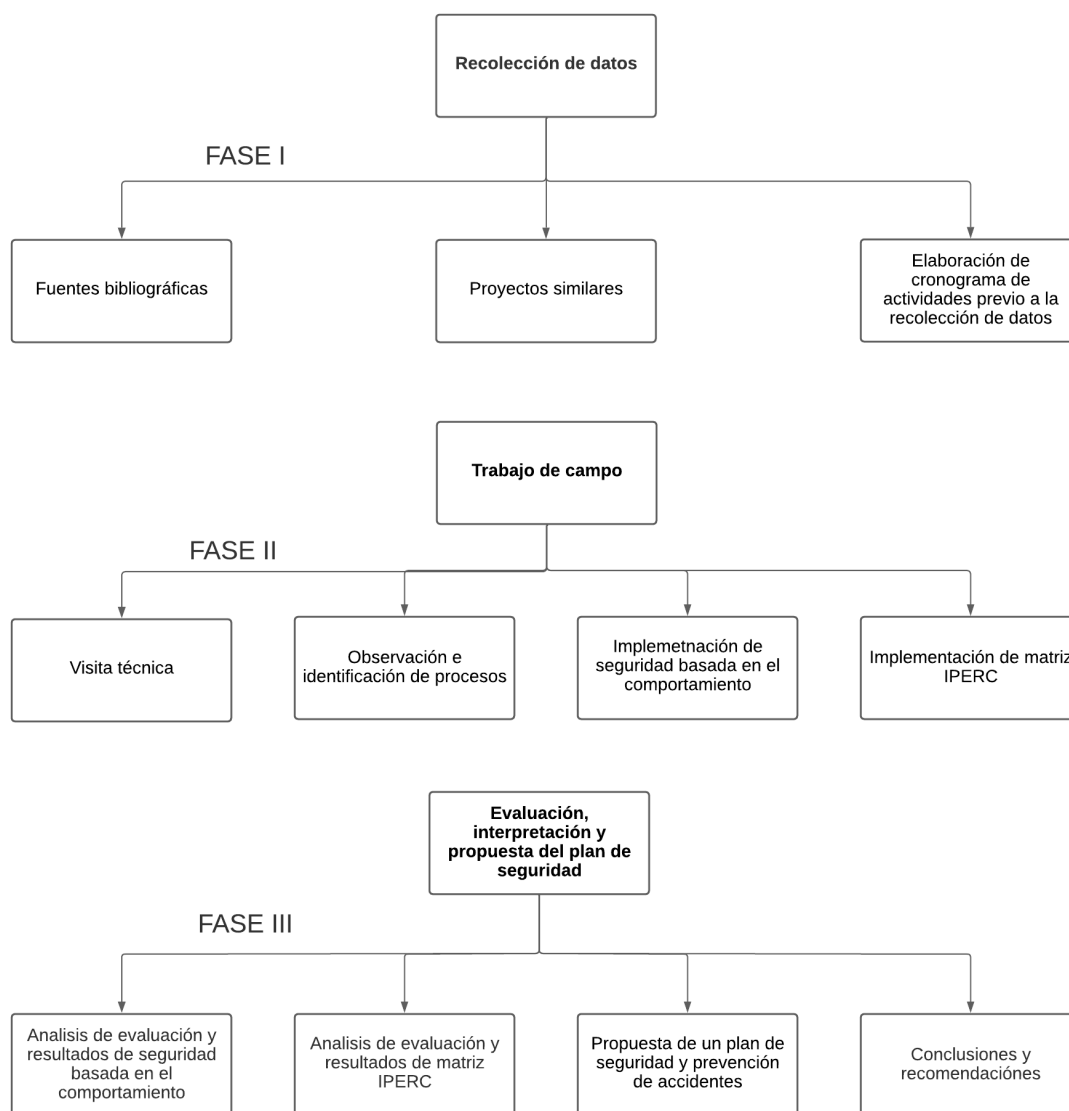 Recolección de datos
FASE I
Fuentes bibliográficas
Proyectos similares
Elaboración de
cronograma de
actividades previo a la
recolección de datos
Trabajo de campo
FASE II
Visita técnica
Observación e
identificación de procesos
Implemetnación de
seguridad basada en el
comportamiento
Implementación de matriz
IPERC
Evaluación,
interpretación y
propuesta del plan de
seguridad
FASE III
Analisis de evaluación y
resultados de seguridad
basada en el
comportamiento
Analisis de evaluación y
resultados de matriz
IPERC
Propuesta de un plan de
seguridad y prevención
de accidentes
Conclusiones y
recomendaciónes